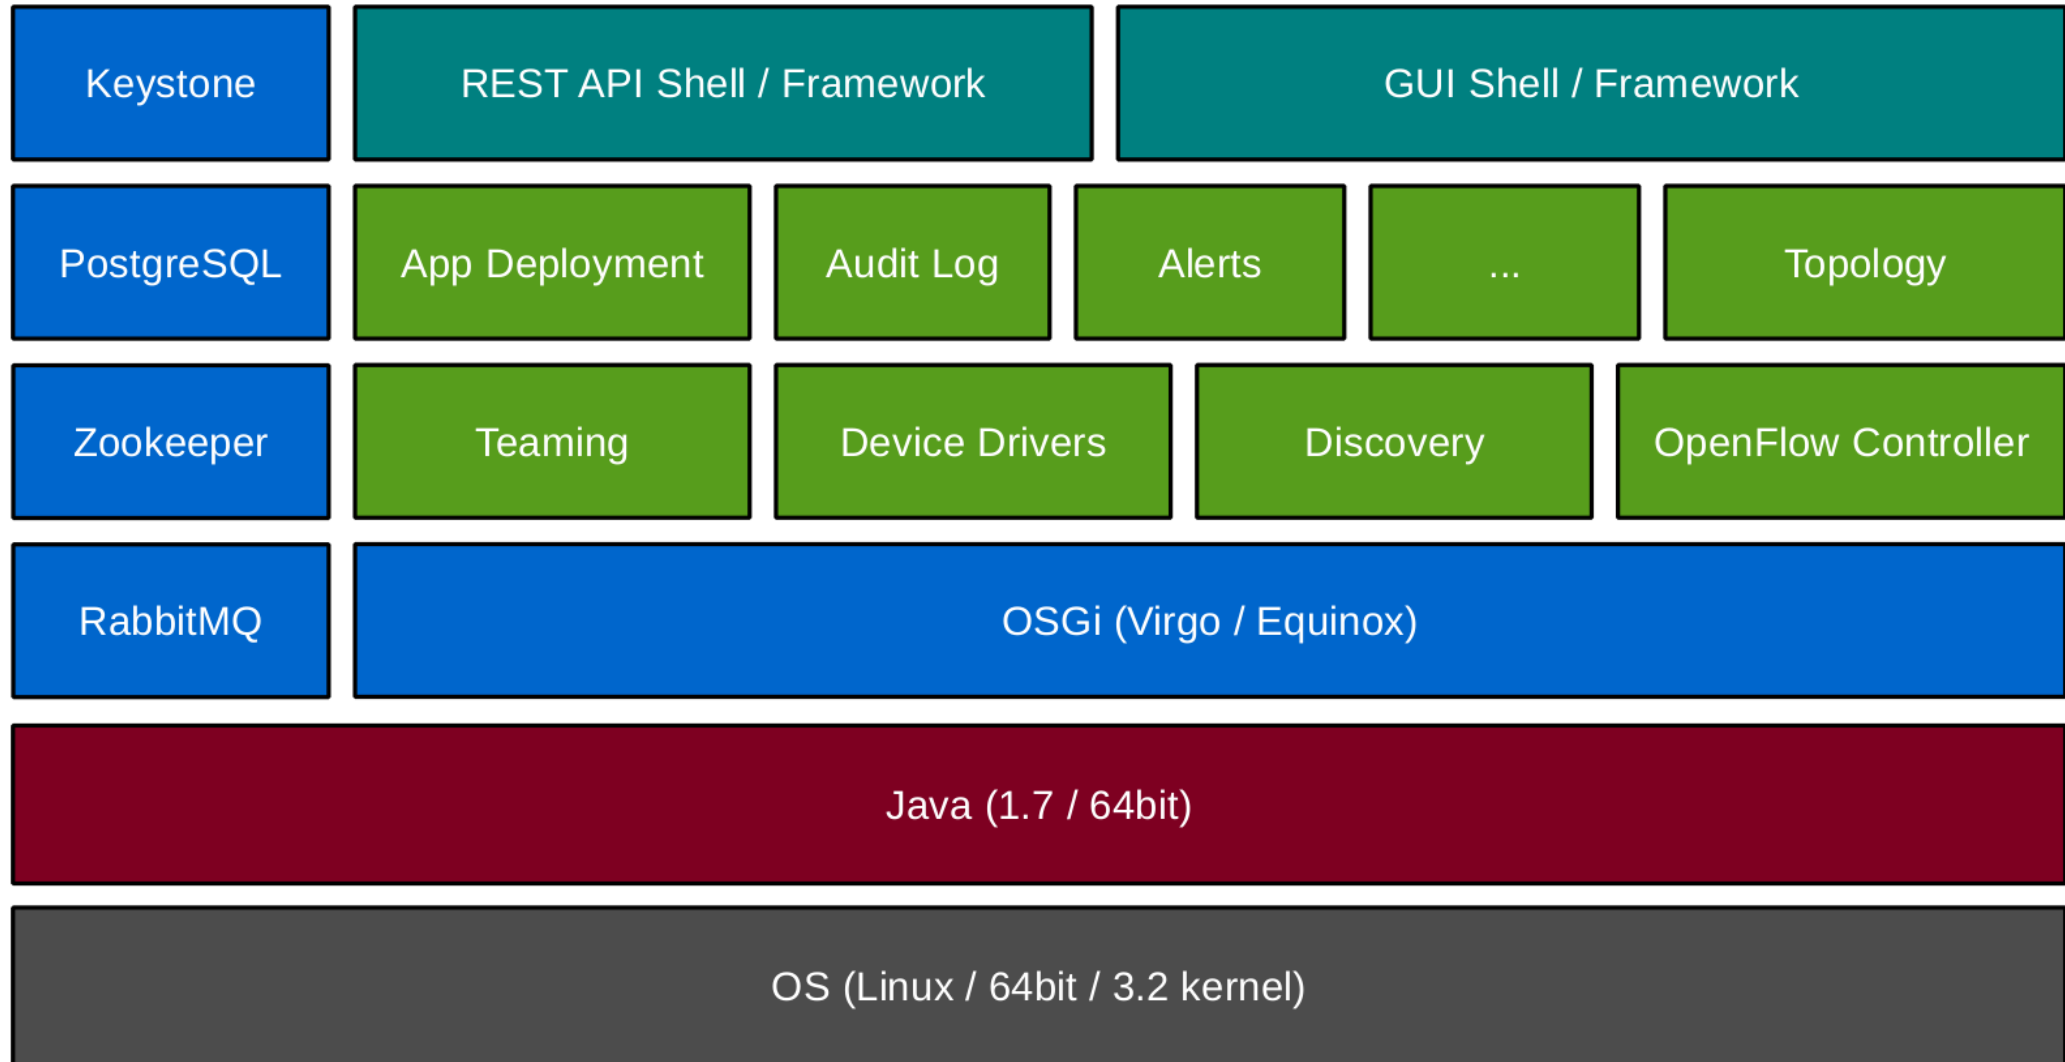 Keystone
REST API Shell / Framework
GUI Shell / Framework
PostgreSQL
App Deployment
Audit Log
Alerts
...
Topology
Zookeeper
Teaming
Device Drivers
Discovery
OpenFlow Controller
RabbitMQ
OSGi (Virgo / Equinox)
Java (1.7 / 64bit)
OS (Linux / 64bit / 3.2 kernel)